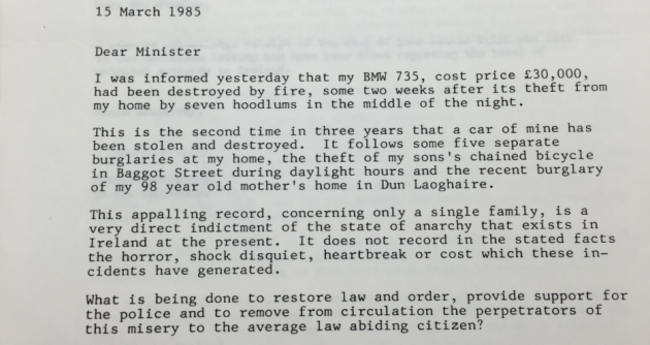 15 March 1985
Dear Minister
I was informed yesterday that my BMW 735, cost price £30,000,
had been destroyed by fire, some two weeks after its theft from
my home by seven hoodlums in the middle of the night.
This is the second time in three years that a car of mine has
been stolen and destroyed. It follows some five separate
burglaries at my home, the theft of my sons's chained bicycle
in Baggot Street during daylight hours and the recent burglary
of my 98 year old mother's home in Dun Laoghaire.
This appalling record, concerning only a single family, is a
very direct indictment of the state of anarchy that exists in
Ireland at the present. It does not record in the stated facts
the horror, shock disquiet, heartbreak or cost which these in-
cidents have generated.
What is being done to restore law and order, provide support for
the police and to remove from circulation the perpetrators of
this misery to the average law abiding citizen?